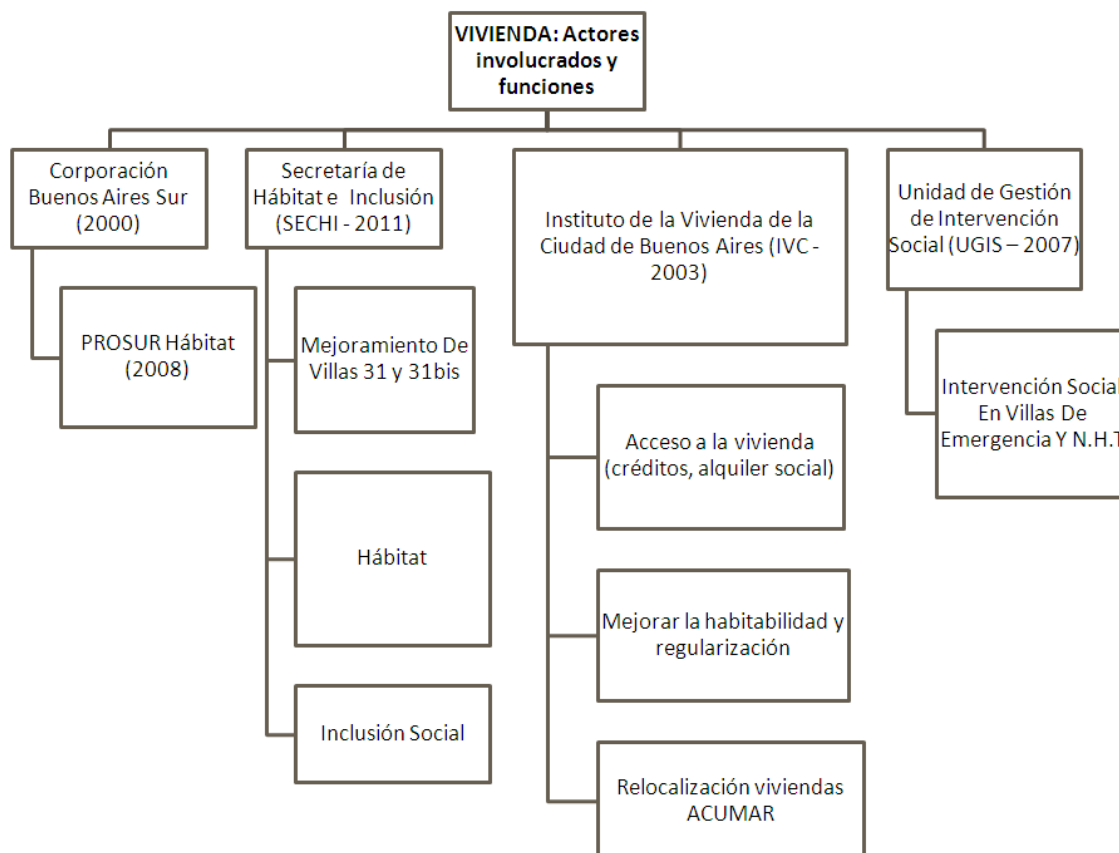 VIVIENDA: Actores
involucrados y
funciones
Corporación
Buenos Aires Sur
(2000)
PROSUR Hábitat
(2008)
Secretaría de
Hábitat e Inclusión
(SECHI - 2011)
Mejoramiento De
Villas 31 y 31bis
Hábitat
Inclusión Social
Instituto de la Vivienda de la
Ciudad de Buenos Aires (IVC -
2003)
Acceso a la vivienda
(créditos, alquiler social)
Mejorar la habitabilidad y
regularización
Relocalización viviendas
ACUMAR
Unidad de Gestión
de Intervención
Social (UGIS – 2007)
Intervención Social
En Villas De
Emergencia Y N.H.T